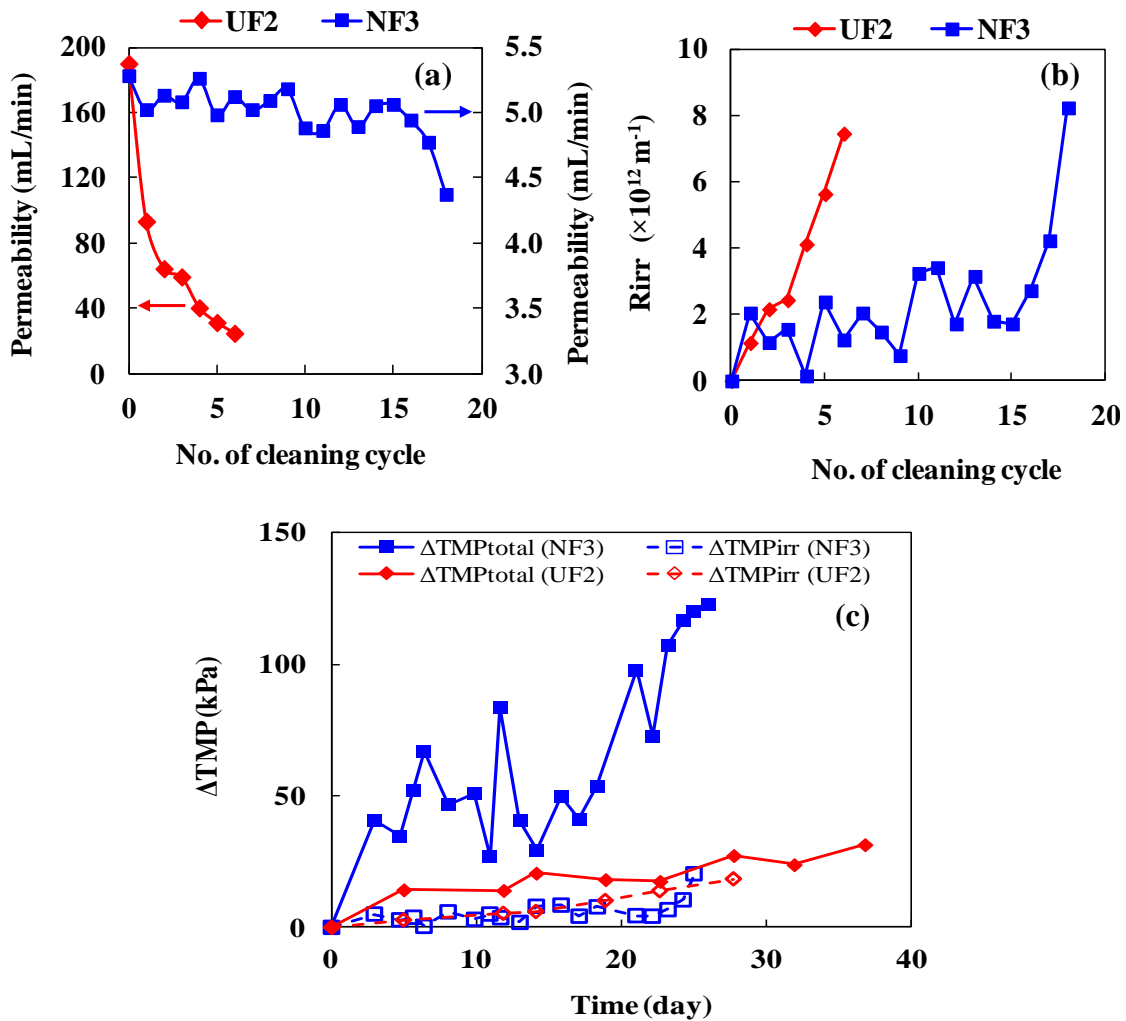 UF2 NF3
(a)
Permeability (mL/min)
200
160
120
80
40
0
5.5
5.0
4.5
4.0
3.5
3.0
Permeability (mL/min)
0 5 10 15 20
No. of cleaning cycle
UF2 NF3
(b)
Rirr (×10¹² m⁻¹)
10
8
6
4
2
0
0 5 10 15 20
No. of cleaning cycle
ΔTMPtotal (NF3) ΔTMPirr (NF3)
ΔTMPtotal (UF2) ΔTMPirr (UF2)
(c)
ΔTMP (kPa)
150
100
50
0
0 10 20 30 40
Time (day)